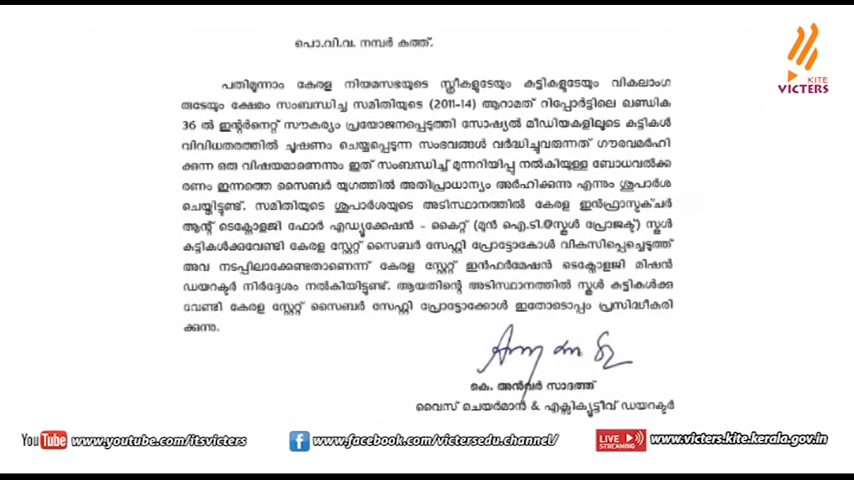 പൊ.വി.വ. നമ്പർ കത്ത്.
KITE
VICTERS
പതിമൂന്നാം കേരള നിയമസഭയുടെ സ്ത്രീകളുടേയും കുട്ടികളുടേയും വികലാംഗ
രുടേയും ക്ഷേമം സംബന്ധിച്ച സമിതിയുടെ (2011-14) ആറാമത് റിപ്പോർട്ടിലെ ഖണ്ഡിക
36 ൽ ഇന്റർനെറ്റ് സൗകര്യം പ്രയോജനപ്പെടുത്തി സോഷ്യൽ മീഡിയകളിലൂടെ കുട്ടികൾ
വിവിധതരത്തിൽ ചൂഷണം ചെയ്യപ്പെടുന്ന സംഭവങ്ങൾ വർദ്ധിച്ചുവരുന്നത് ഗൗരവമർഹി
ക്കുന്ന ഒരു വിഷയമാണെന്നും ഇത് സംബന്ധിച്ച് മുന്നറിയിപ്പു നൽകിയുള്ള ബോധവൽക്ക
രണം ഇന്നത്തെ സൈബർ യുഗത്തിൽ അതിപ്രാധാന്യം അർഹിക്കുന്നു എന്നും ശുപാർശ
ചെയ്തിട്ടുണ്ട്. സമിതിയുടെ ശുപാർശയുടെ അടിസ്ഥാനത്തിൽ കേരള ഇൻഫ്രാസ്ട്രക്ചർ
ആന്റ് ടെക്നോളജി ഫോർ എഡ്യൂക്കേഷൻ - കൈറ്റ് (മുൻ ഐ.ടി.@സ്കൂൾ പ്രോജക്ട്) സ്കൂൾ
കുട്ടികൾക്കുവേണ്ടി കേരള സ്റ്റേറ്റ് സൈബർ സേഫ്റ്റി പ്രോട്ടോകോൾ വികസിപ്പെച്ചെടുത്ത്
അവ നടപ്പിലാക്കേണ്ടതാണെന്ന് കേരള സ്റ്റേറ്റ് ഇൻഫർമേഷൻ ടെക്നോളജി മിഷൻ
ഡയറക്ടർ നിർദ്ദേശം നൽകിയിട്ടുണ്ട്. ആയതിന്റെ അടിസ്ഥാനത്തിൽ സ്കൂൾ കുട്ടികൾക്കു
വേണ്ടി കേരള സ്റ്റേറ്റ് സൈബർ സേഫ്റ്റി പ്രോട്ടോക്കോൾ ഇതോടൊപ്പം പ്രസിദ്ധീകരി
ക്കുന്നു.
കെ. അൻവർ സാദത്ത്
വൈസ് ചെയർമാൻ & എക്സിക്യൂട്ടീവ് ഡയറക്ടർ
YouTube www.youtube.com/itsvicters
f www.facebook.com/victersedu.channel/
LIVE STREAMING www.victers.kite.kerala.gov.in